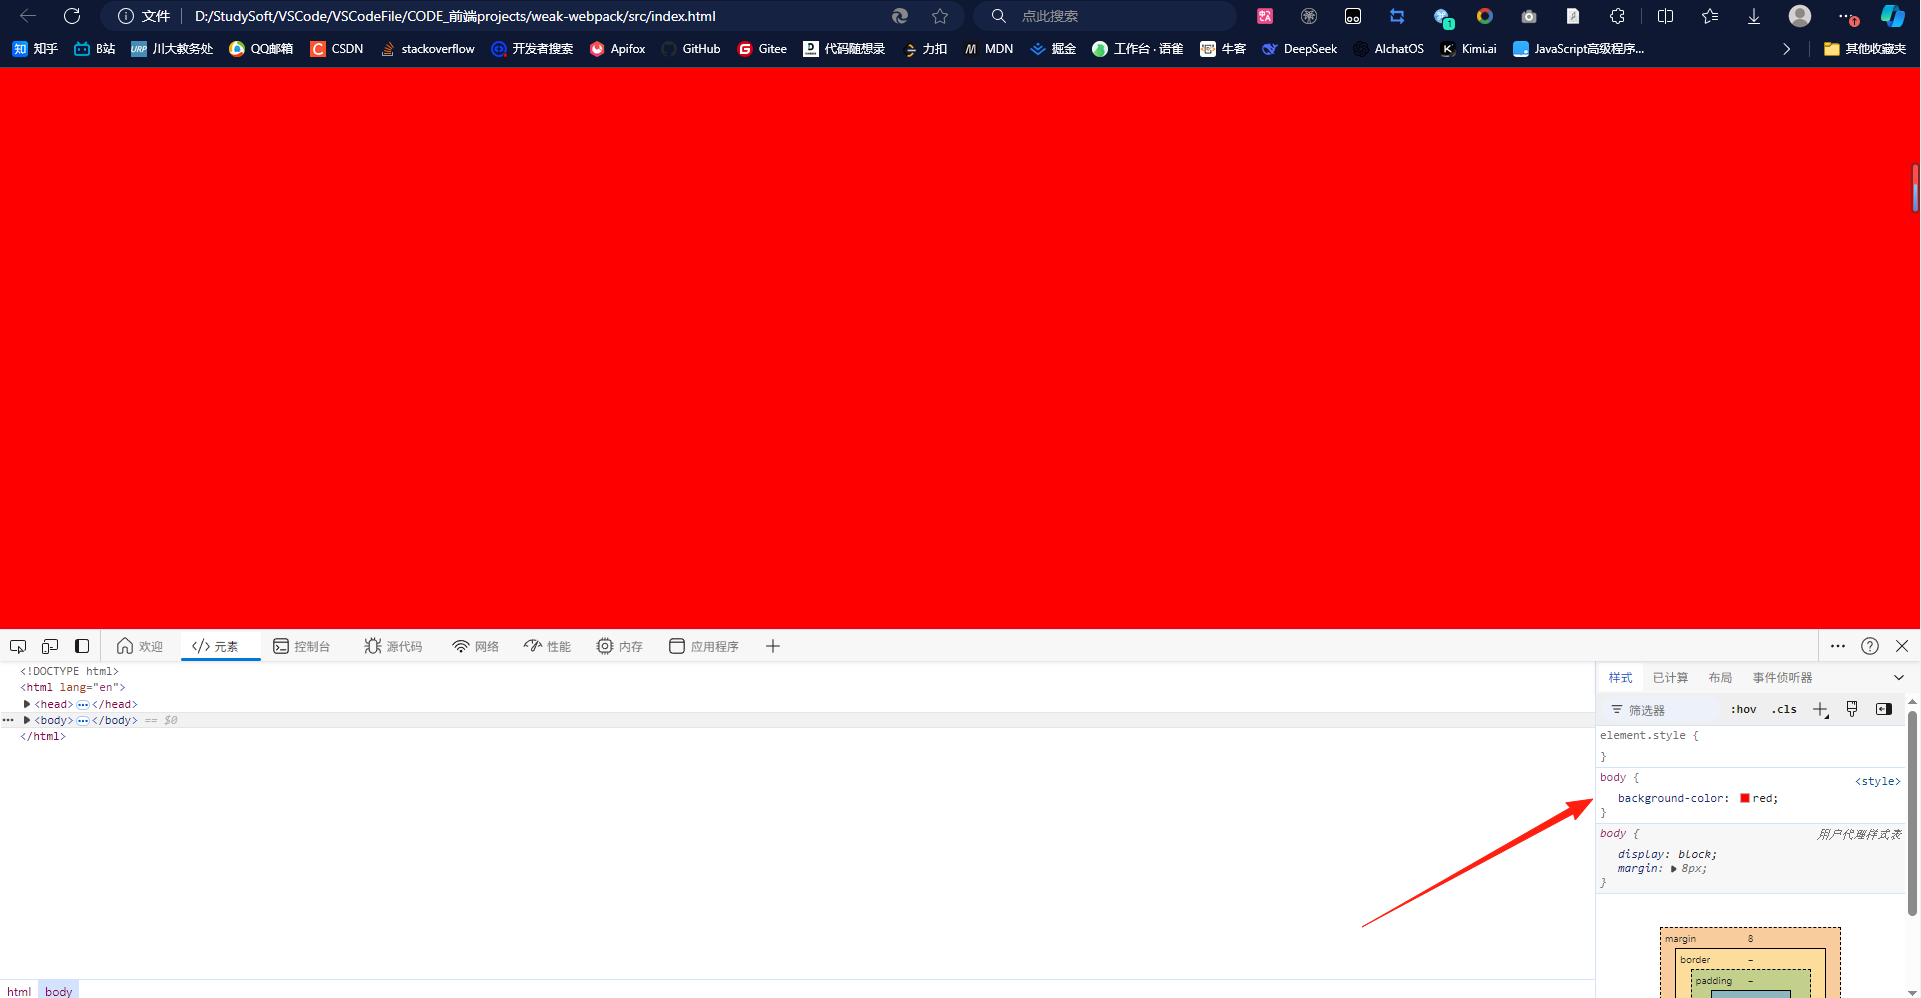 文件 D:/StudySoft/VSCode/VSCodeFile/CODE_前端projects/weak-webpack/src/index.html 点此搜索
知 知乎 B站 URP 川大教务处 QQ邮箱 C CSDN stackoverflow 开发者搜索 Apifox GitHub G Gitee 代码随想录 力扣 M MDN 掘金 工作台 · 语雀 牛客 DeepSeek AIchatOS K Kimi.ai JavaScript高级程序... 其他收藏夹
欢迎 </> 元素 控制台 源代码 网络 性能 内存 应用程序
<!DOCTYPE html>
<html lang="en">
<head>…</head>
… <body>…</body> == $0
</html>
html body
样式 已计算 布局 事件侦听器
筛选器 :hov .cls
element.style {
}
body { <style>
background-color: red;
}
body { 用户代理样式表
display: block;
margin: 8px;
}
margin 8
border –
padding –